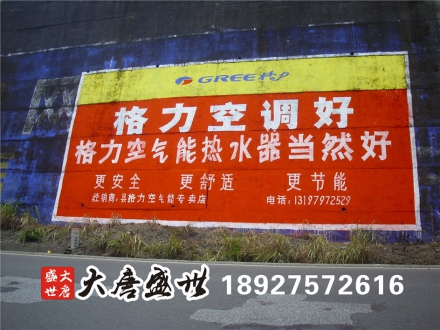 GREE格力
格力空调好
格力空气能热水器当然好
更安全 更舒适 更节能
经销商:县格力空气能专卖店 电话:13197972529
大唐盛世 大唐盛世 18927572616